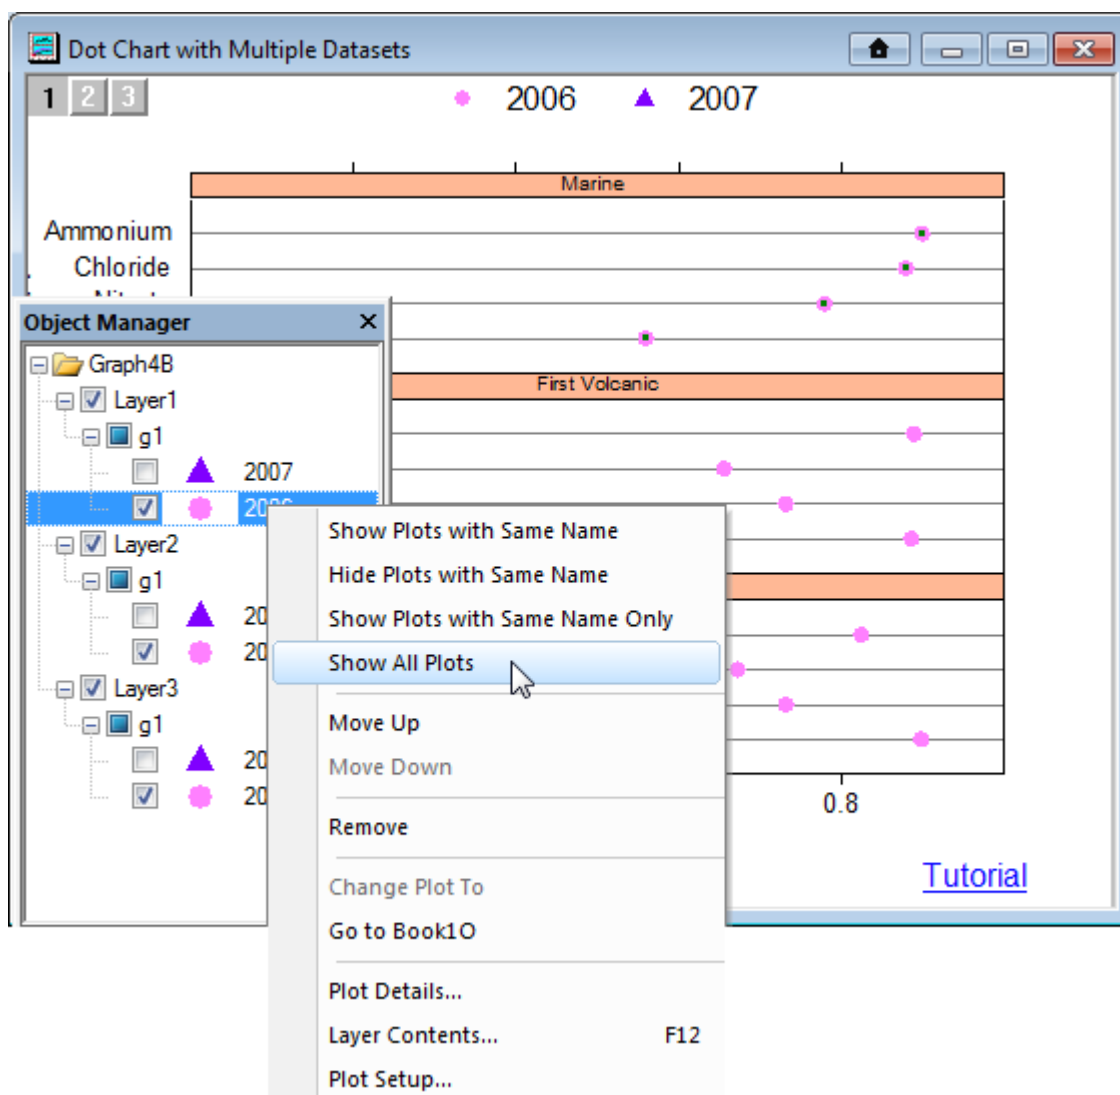 Dot Chart with Multiple Datasets
1 2 3
2006 2007
Marine
Ammonium
Chloride
Object Manager
Graph4B
First Volcanic
Layer1
g1
2007
Layer2
g1
Layer3
g1
Show Plots with Same Name
Hide Plots with Same Name
Show Plots with Same Name Only
Show All Plots
Move Up
Move Down
Remove
Change Plot To
Go to Book1O
Plot Details...
Layer Contents... F12
Plot Setup...
0.8
Tutorial